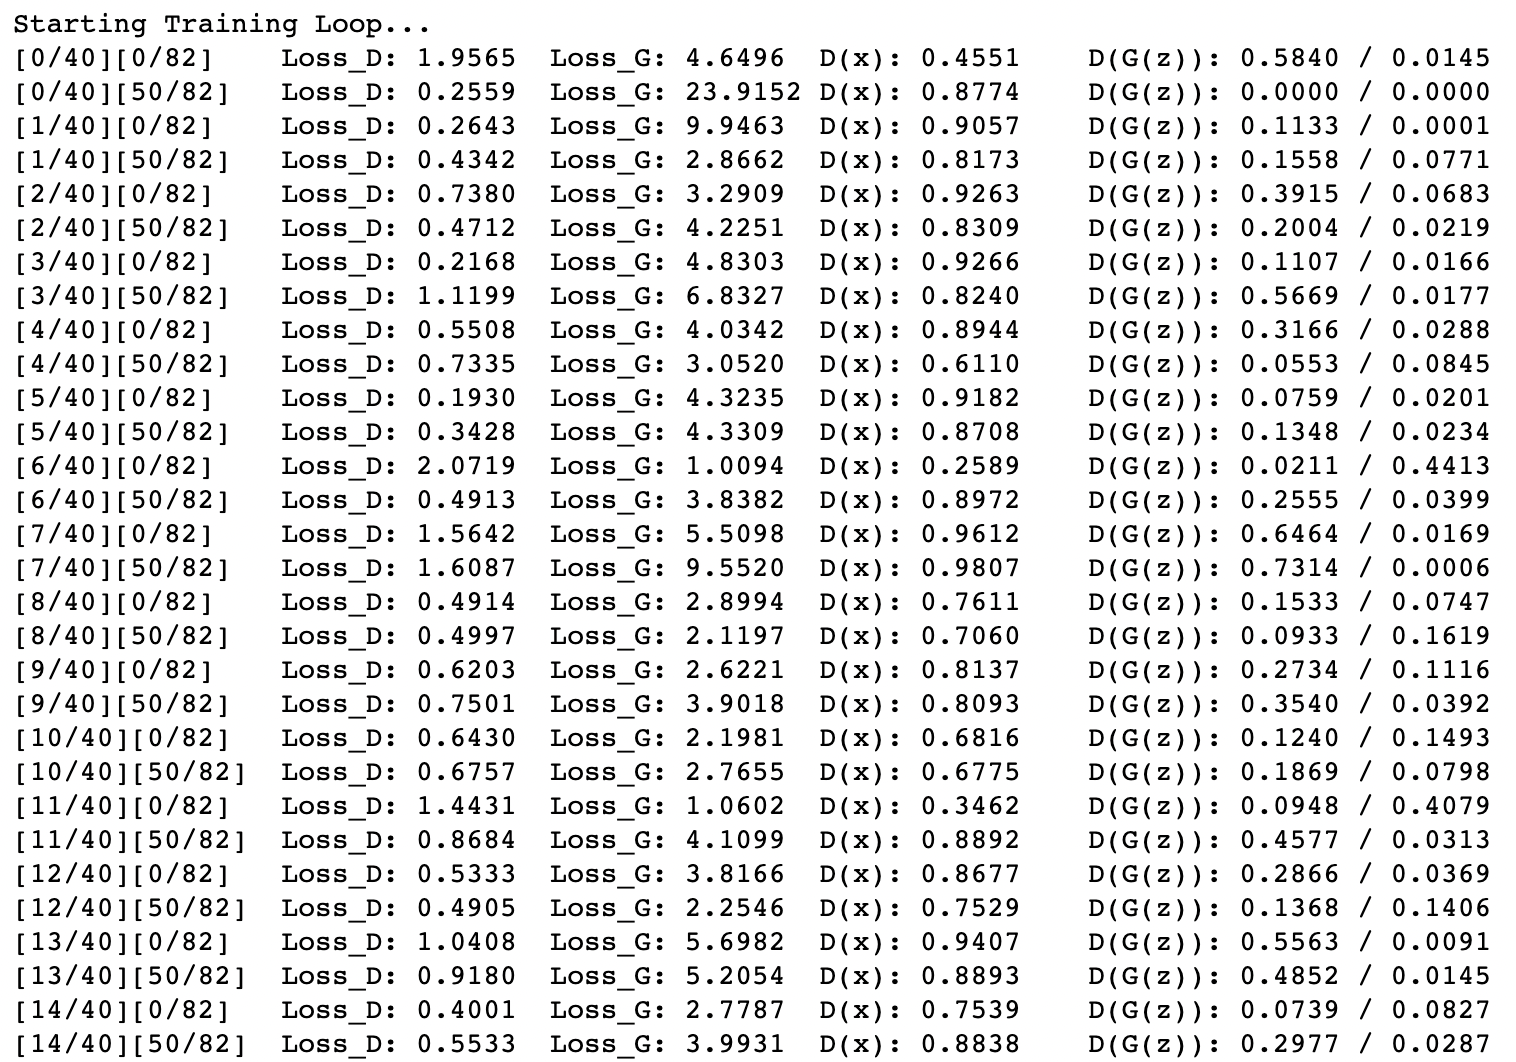 Starting Training Loop...
[0/40][0/82] Loss_D: 1.9565 Loss_G: 4.6496 D(x): 0.4551 D(G(z)): 0.5840 / 0.0145
[0/40][50/82] Loss_D: 0.2559 Loss_G: 23.9152 D(x): 0.8774 D(G(z)): 0.0000 / 0.0000
[1/40][0/82] Loss_D: 0.2643 Loss_G: 9.9463 D(x): 0.9057 D(G(z)): 0.1133 / 0.0001
[1/40][50/82] Loss_D: 0.4342 Loss_G: 2.8662 D(x): 0.8173 D(G(z)): 0.1558 / 0.0771
[2/40][0/82] Loss_D: 0.7380 Loss_G: 3.2909 D(x): 0.9263 D(G(z)): 0.3915 / 0.0683
[2/40][50/82] Loss_D: 0.4712 Loss_G: 4.2251 D(x): 0.8309 D(G(z)): 0.2004 / 0.0219
[3/40][0/82] Loss_D: 0.2168 Loss_G: 4.8303 D(x): 0.9266 D(G(z)): 0.1107 / 0.0166
[3/40][50/82] Loss_D: 1.1199 Loss_G: 6.8327 D(x): 0.8240 D(G(z)): 0.5669 / 0.0177
[4/40][0/82] Loss_D: 0.5508 Loss_G: 4.0342 D(x): 0.8944 D(G(z)): 0.3166 / 0.0288
[4/40][50/82] Loss_D: 0.7335 Loss_G: 3.0520 D(x): 0.6110 D(G(z)): 0.0553 / 0.0845
[5/40][0/82] Loss_D: 0.1930 Loss_G: 4.3235 D(x): 0.9182 D(G(z)): 0.0759 / 0.0201
[5/40][50/82] Loss_D: 0.3428 Loss_G: 4.3309 D(x): 0.8708 D(G(z)): 0.1348 / 0.0234
[6/40][0/82] Loss_D: 2.0719 Loss_G: 1.0094 D(x): 0.2589 D(G(z)): 0.0211 / 0.4413
[6/40][50/82] Loss_D: 0.4913 Loss_G: 3.8382 D(x): 0.8972 D(G(z)): 0.2555 / 0.0399
[7/40][0/82] Loss_D: 1.5642 Loss_G: 5.5098 D(x): 0.9612 D(G(z)): 0.6464 / 0.0169
[7/40][50/82] Loss_D: 1.6087 Loss_G: 9.5520 D(x): 0.9807 D(G(z)): 0.7314 / 0.0006
[8/40][0/82] Loss_D: 0.4914 Loss_G: 2.8994 D(x): 0.7611 D(G(z)): 0.1533 / 0.0747
[8/40][50/82] Loss_D: 0.4997 Loss_G: 2.1197 D(x): 0.7060 D(G(z)): 0.0933 / 0.1619
[9/40][0/82] Loss_D: 0.6203 Loss_G: 2.6221 D(x): 0.8137 D(G(z)): 0.2734 / 0.1116
[9/40][50/82] Loss_D: 0.7501 Loss_G: 3.9018 D(x): 0.8093 D(G(z)): 0.3540 / 0.0392
[10/40][0/82] Loss_D: 0.6430 Loss_G: 2.1981 D(x): 0.6816 D(G(z)): 0.1240 / 0.1493
[10/40][50/82] Loss_D: 0.6757 Loss_G: 2.7655 D(x): 0.6775 D(G(z)): 0.1869 / 0.0798
[11/40][0/82] Loss_D: 1.4431 Loss_G: 1.0602 D(x): 0.3462 D(G(z)): 0.0948 / 0.4079
[11/40][50/82] Loss_D: 0.8684 Loss_G: 4.1099 D(x): 0.8892 D(G(z)): 0.4577 / 0.0313
[12/40][0/82] Loss_D: 0.5333 Loss_G: 3.8166 D(x): 0.8677 D(G(z)): 0.2866 / 0.0369
[12/40][50/82] Loss_D: 0.4905 Loss_G: 2.2546 D(x): 0.7529 D(G(z)): 0.1368 / 0.1406
[13/40][0/82] Loss_D: 1.0408 Loss_G: 5.6982 D(x): 0.9407 D(G(z)): 0.5563 / 0.0091
[13/40][50/82] Loss_D: 0.9180 Loss_G: 5.2054 D(x): 0.8893 D(G(z)): 0.4852 / 0.0145
[14/40][0/82] Loss_D: 0.4001 Loss_G: 2.7787 D(x): 0.7539 D(G(z)): 0.0739 / 0.0827
[14/40][50/82] Loss_D: 0.5533 Loss_G: 3.9931 D(x): 0.8838 D(G(z)): 0.2977 / 0.0287